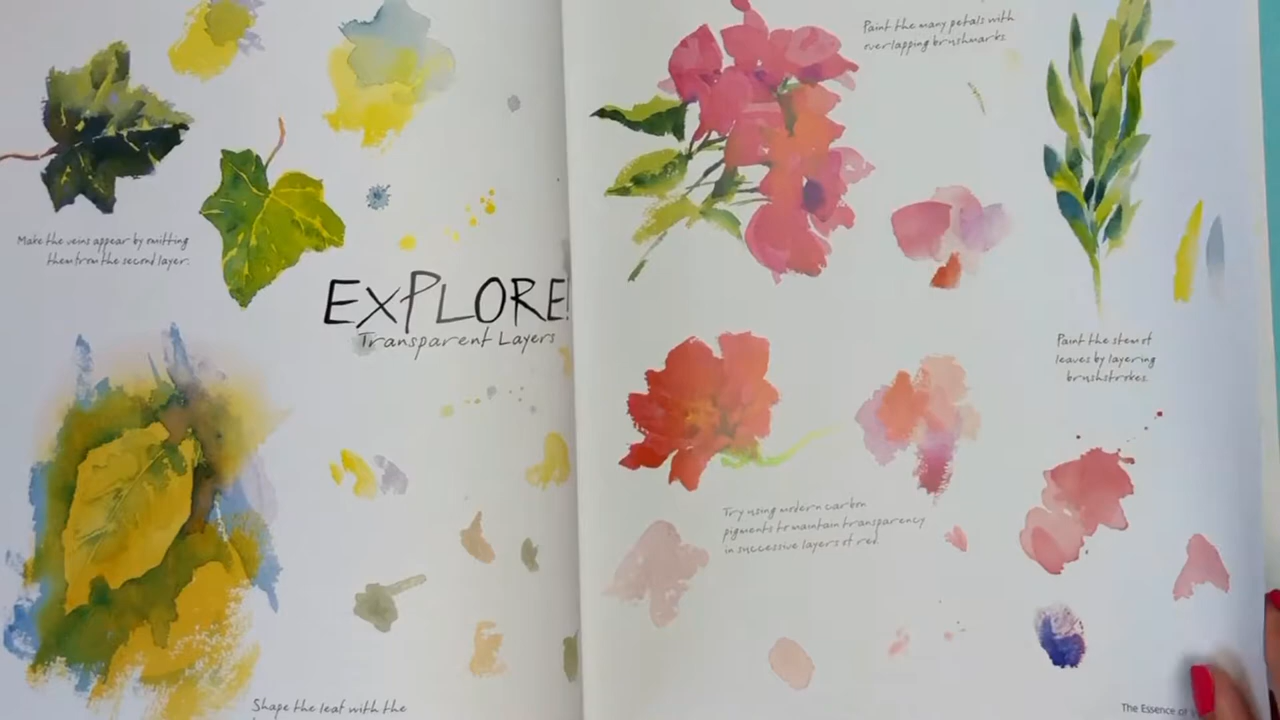 Make the veins appear by omitting
them from the second layer.
EXPLORE!
Transparent Layers
Shape the leaf with the
Paint the many petals with
overlapping brushmarks.
Paint the stem of
leaves by layering
brushstrokes.
Try using modern carbon
pigments to maintain transparency
in successive layers of red.
The Essence of